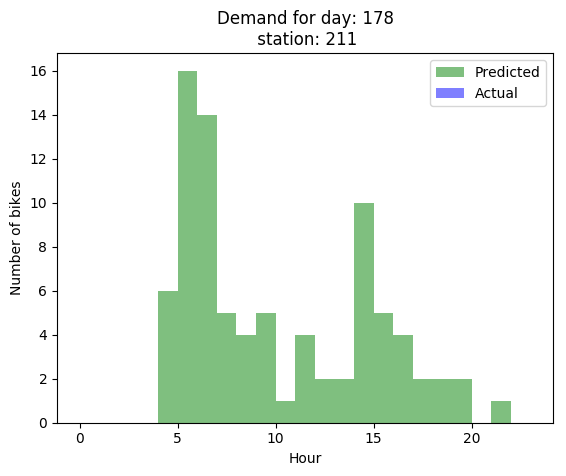 Demand for day: 178
station: 211
Predicted
Actual
Number of bikes
16
14
12
10
8
6
4
2
0
0 5 10 15 20
Hour